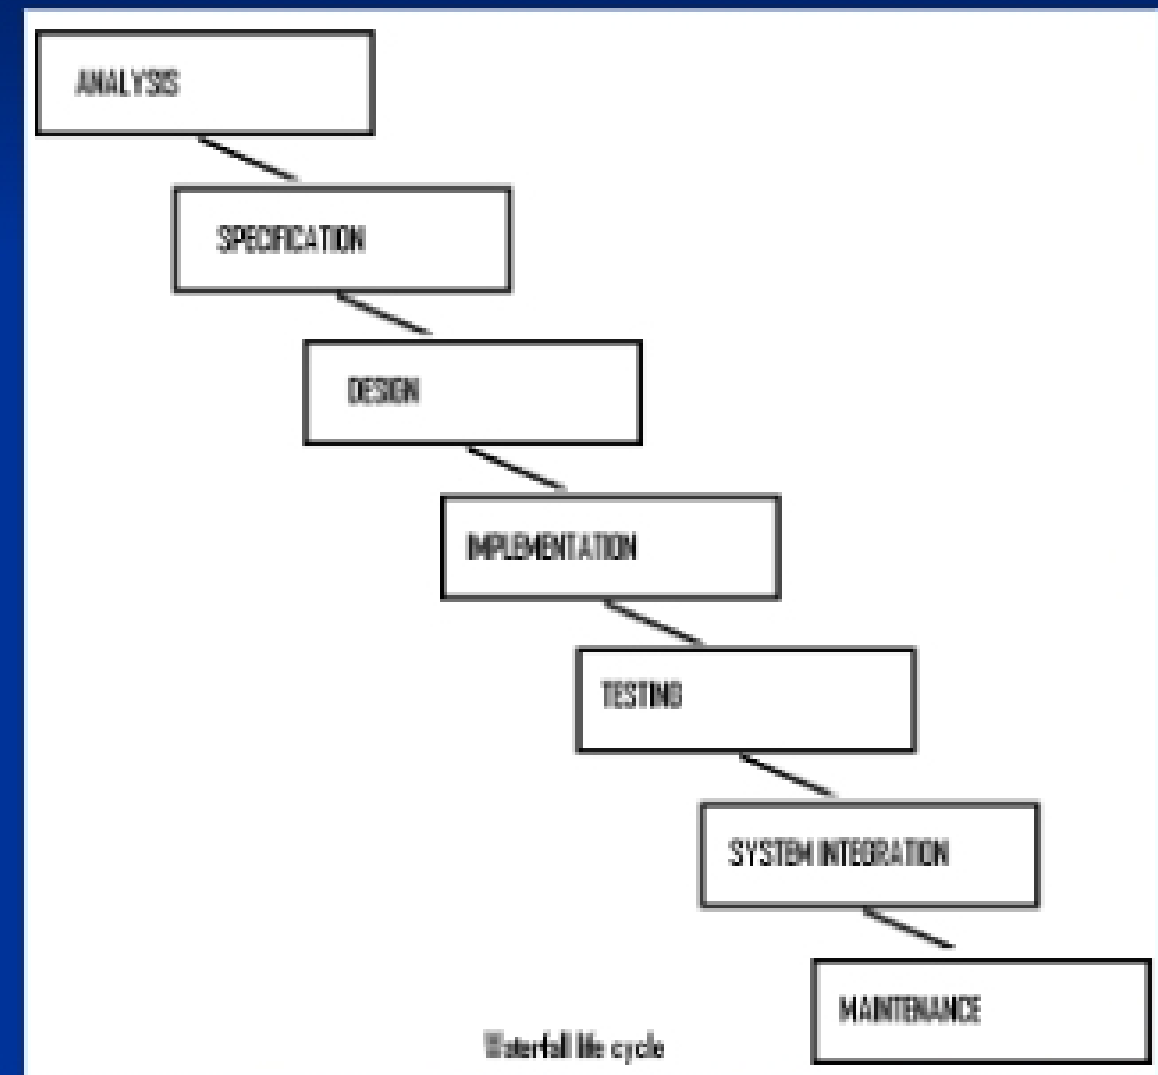 ANALYSIS
SPECIFICATION
DESIGN
IMPLEMENTATION
TESTING
SYSTEM INTEGRATION
MAINTENANCE
Waterfall life cycle